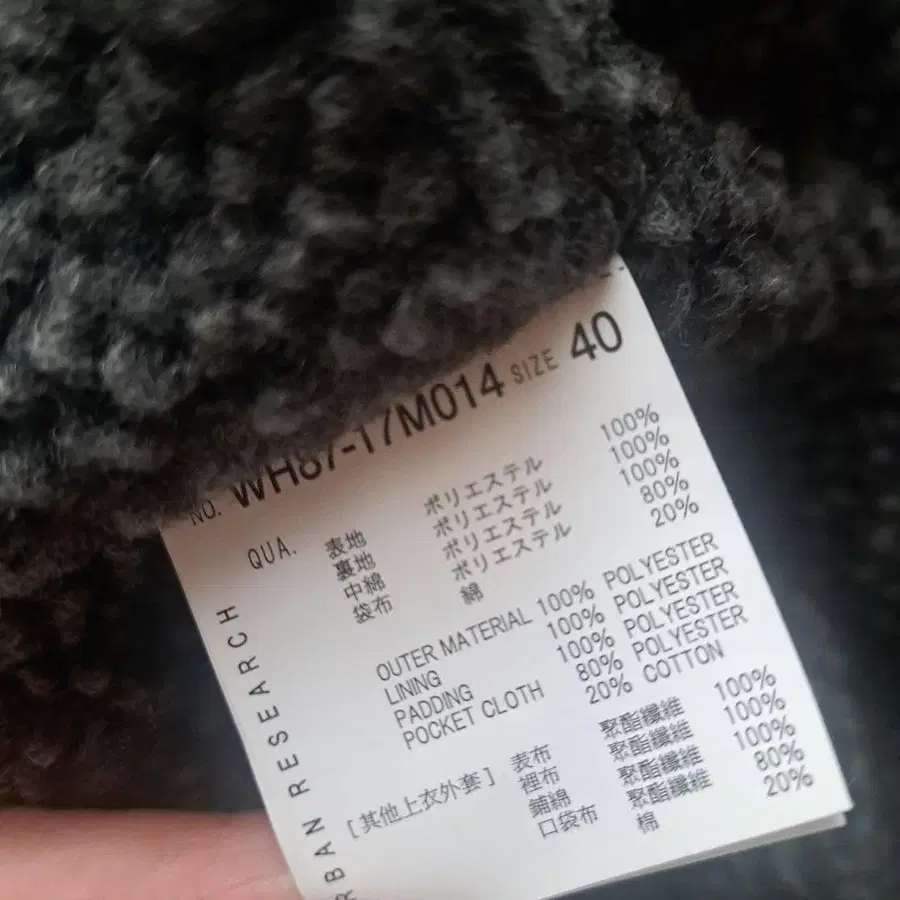 NO. WH87-17M014 SIZE 40
QUA. 表地 ポリエステル 100%
裏地 ポリエステル 100%
中綿 ポリエステル 100%
袋布 ポリエステル 80%
綿 20%
OUTER MATERIAL 100% POLYESTER
LINING 100% POLYESTER
PADDING 100% POLYESTER
POCKET CLOTH 80% POLYESTER
20% COTTON
[其他上衣外套] 表布 聚酯纖維 100%
裡布 聚酯纖維 100%
鋪綿 聚酯纖維 100%
口袋布 聚酯纖維 80%
棉 20%
RBAN RESEARCH